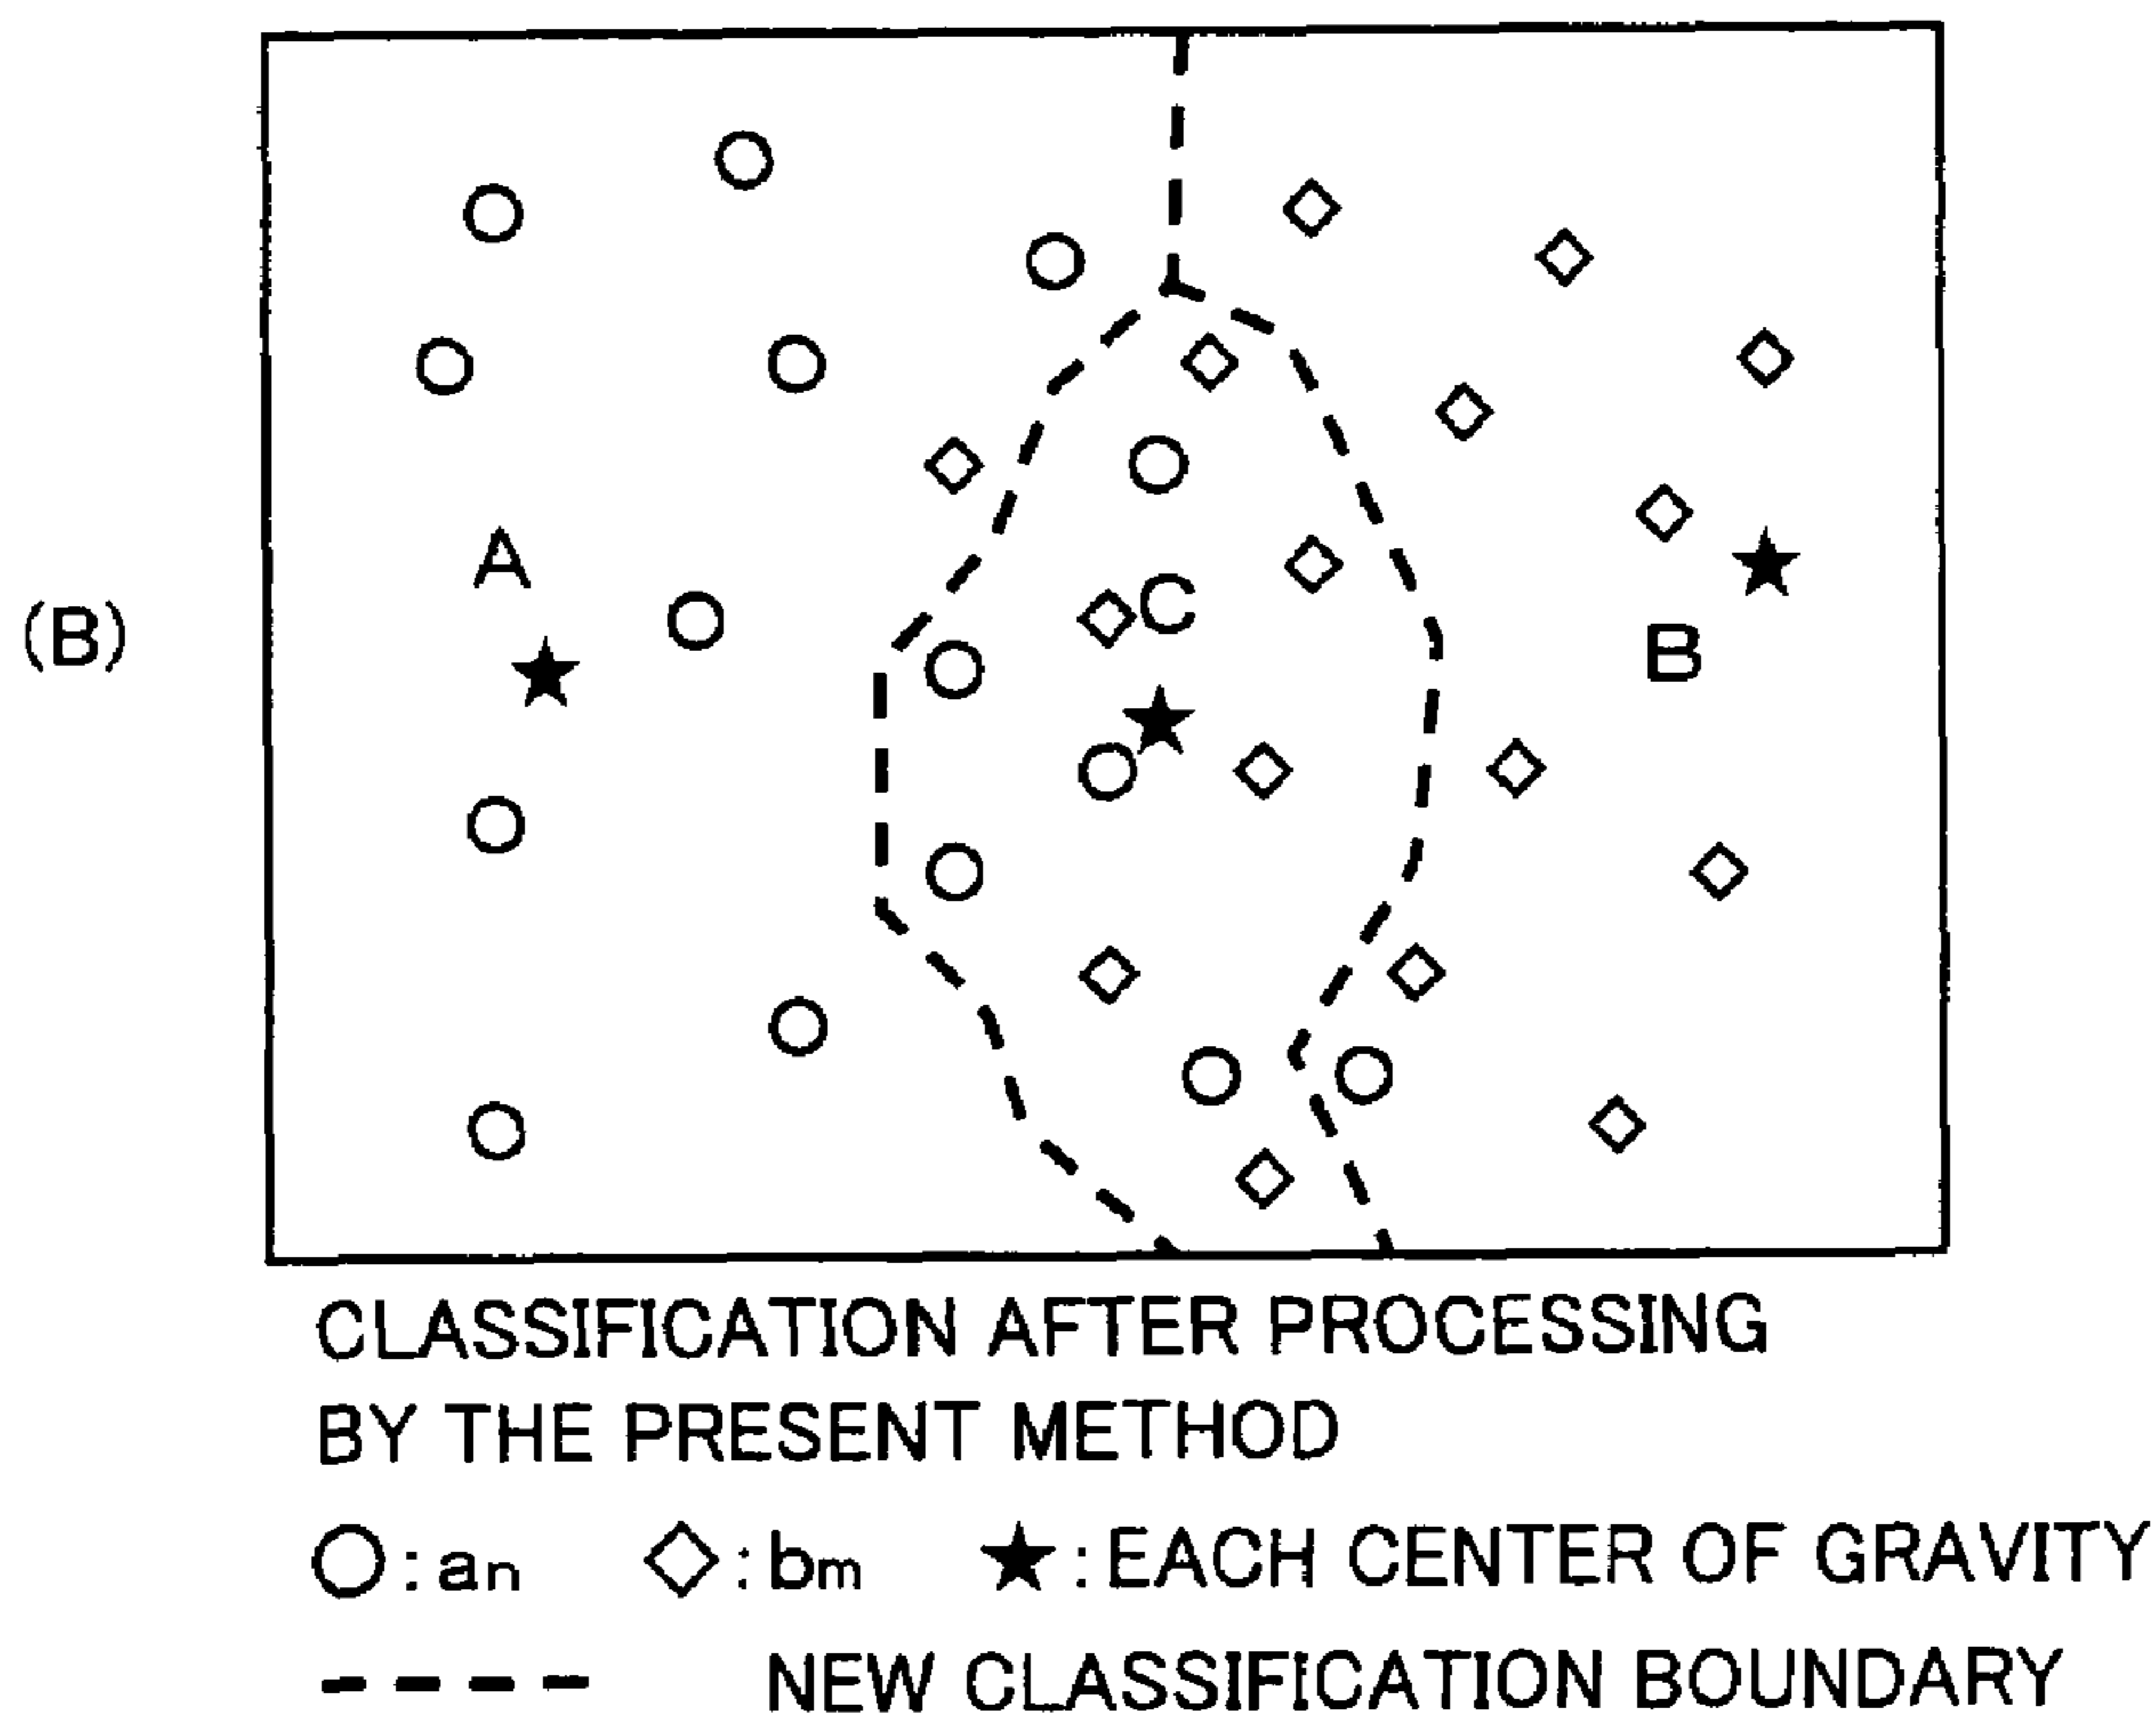 A
C
(B)
B
CLASSIFICATION AFTER PROCESSING
BY THE PRESENT METHOD
○:an ◇:bm ★:EACH CENTER OF GRAVITY
NEW CLASSIFICATION BOUNDARY